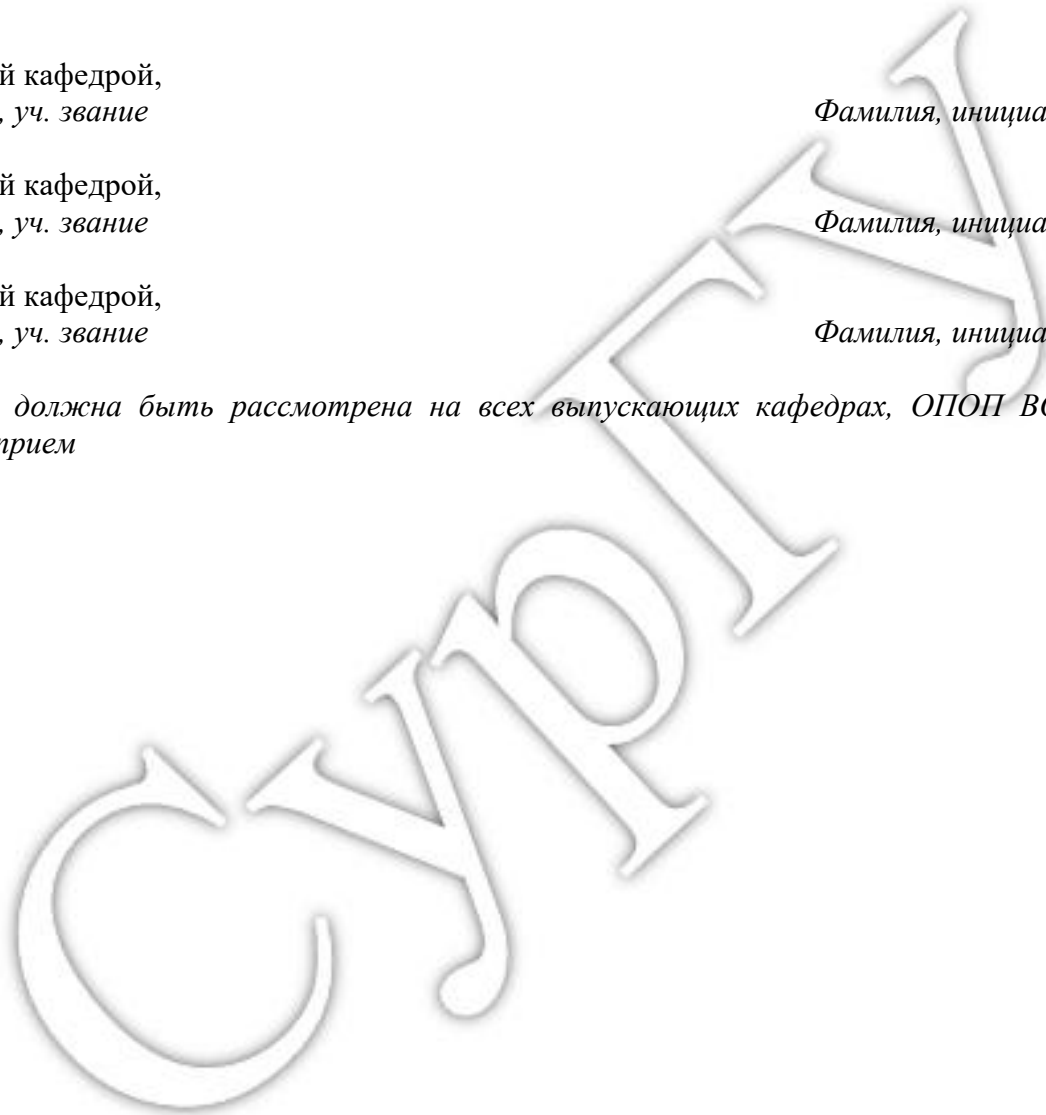 й кафедрой,
, уч. звание Фамилия, инициа
й кафедрой,
, уч. звание Фамилия, инициа
й кафедрой,
, уч. звание Фамилия, инициа
должна быть рассмотрена на всех выпускающих кафедрах, ОПОП ВО
прием
СурГУ